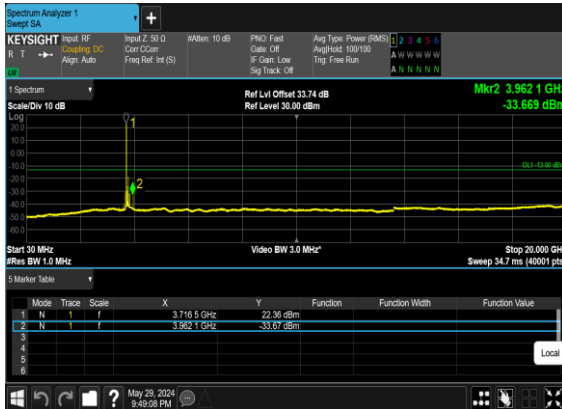 Spectrum Analyzer 1
Swept SA
KEYSIGHT
R T
LXI
Input: RF
Coupling: DC
Align: Auto
Input Z: 50 Ω
Corr CCorr
Freq Ref: Int (S)
#Atten: 10 dB
PNO: Fast
Gate: Off
IF Gain: Low
Sig Track: Off
Avg Type: Power (RMS)
Avg|Hold: 100/100
Trig: Free Run
1 2 3 4 5 6
A W W W W W
A N N N N N
1 Spectrum
Scale/Div 10 dB
Ref Lvl Offset 33.74 dB
Ref Level 30.00 dBm
Mkr2 3.962 1 GHz
-33.669 dBm
Log
20.0
10.0
0.00
-10.0
-20.0
-30.0
-40.0
-50.0
-60.0
1
2
DL1 -13.00 dBm
Start 30 MHz
#Res BW 1.0 MHz
Video BW 3.0 MHz*
Stop 20.000 GHz
Sweep 34.7 ms (40001 pts)
5 Marker Table
Mode Trace Scale X Y Function Function Width Function Value
1 N 1 f 3.716 5 GHz 22.36 dBm
2 N 1 f 3.962 1 GHz -33.67 dBm
3
4
5
6
Local
May 29, 2024
9:49:08 PM